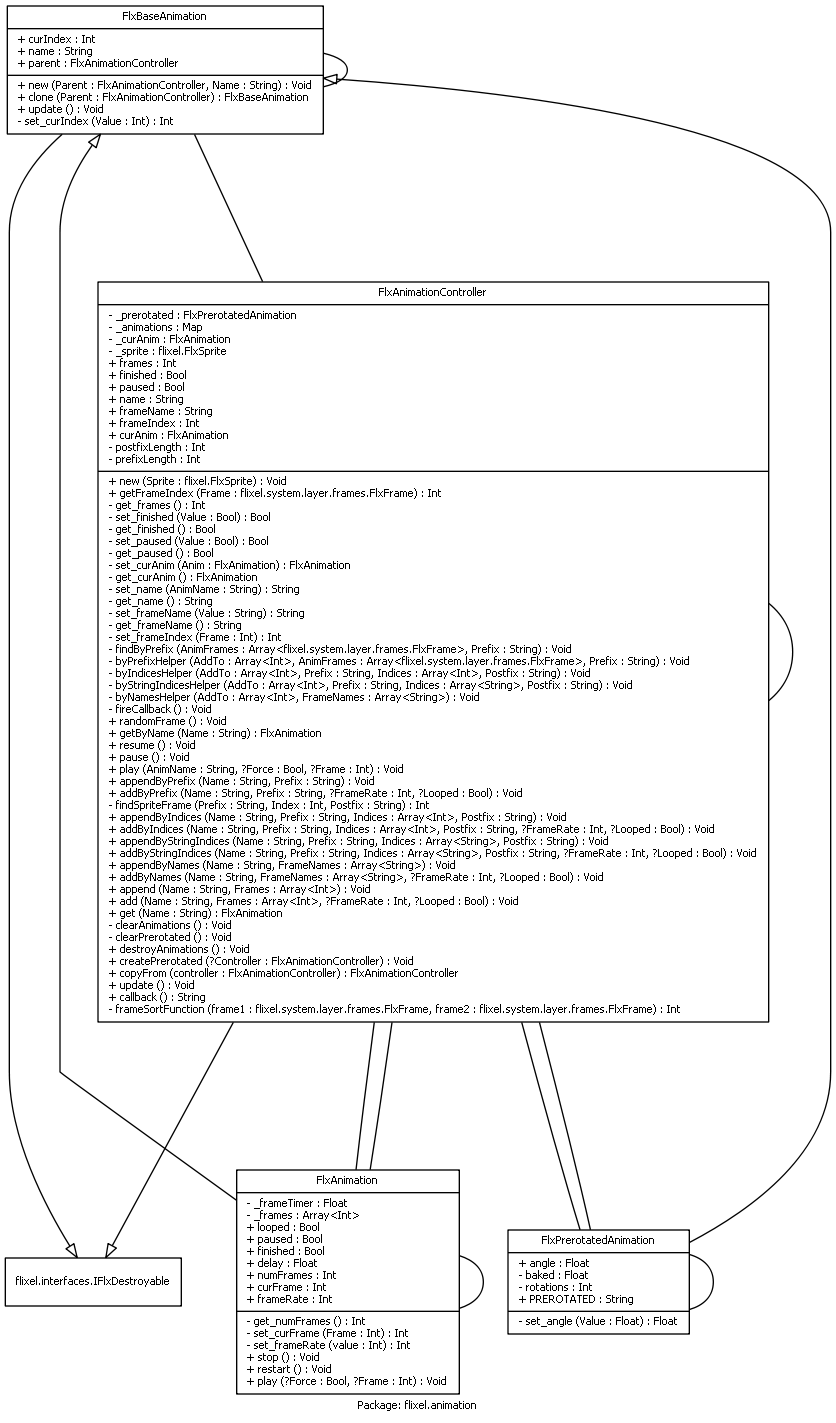 FlxBaseAnimation
+ curIndex : Int
+ name : String
+ parent : FlxAnimationController
+ new (Parent : FlxAnimationController, Name : String) : Void
+ clone (Parent : FlxAnimationController) : FlxBaseAnimation
+ update () : Void
- set_curIndex (Value : Int) : Int
FlxAnimationController
- _prerotated : FlxPrerotatedAnimation
- _animations : Map
- _curAnim : FlxAnimation
- _sprite : flixel.FlxSprite
+ frames : Int
+ finished : Bool
+ paused : Bool
+ name : String
+ frameName : String
+ frameIndex : Int
+ curAnim : FlxAnimation
- postfixLength : Int
- prefixLength : Int
+ new (Sprite : flixel.FlxSprite) : Void
+ getFrameIndex (Frame : flixel.system.layer.frames.FlxFrame) : Int
- get_frames () : Int
- set_finished (Value : Bool) : Bool
- get_finished () : Bool
- set_paused (Value : Bool) : Bool
- get_paused () : Bool
- set_curAnim (Anim : FlxAnimation) : FlxAnimation
- get_curAnim () : FlxAnimation
- set_name (AnimName : String) : String
- get_name () : String
- set_frameName (Value : String) : String
- get_frameName () : String
- set_frameIndex (Frame : Int) : Int
- findByPrefix (AnimFrames : Array<flixel.system.layer.frames.FlxFrame>, Prefix : String) : Void
- byPrefixHelper (AddTo : Array<Int>, AnimFrames : Array<flixel.system.layer.frames.FlxFrame>, Prefix : String) : Void
- byIndicesHelper (AddTo : Array<Int>, Prefix : String, Indices : Array<Int>, Postfix : String) : Void
- byStringIndicesHelper (AddTo : Array<Int>, Prefix : String, Indices : Array<String>, Postfix : String) : Void
- byNamesHelper (AddTo : Array<Int>, FrameNames : Array<String>) : Void
- fireCallback () : Void
+ randomFrame () : Void
+ getByName (Name : String) : FlxAnimation
+ resume () : Void
+ pause () : Void
+ play (AnimName : String, ?Force : Bool, ?Frame : Int) : Void
+ appendByPrefix (Name : String, Prefix : String) : Void
+ addByPrefix (Name : String, Prefix : String, ?FrameRate : Int, ?Looped : Bool) : Void
- findSpriteFrame (Prefix : String, Index : Int, Postfix : String) : Int
+ appendByIndices (Name : String, Prefix : String, Indices : Array<Int>, Postfix : String) : Void
+ addByIndices (Name : String, Prefix : String, Indices : Array<Int>, Postfix : String, ?FrameRate : Int, ?Looped : Bool) : Void
+ appendByStringIndices (Name : String, Prefix : String, Indices : Array<String>, Postfix : String) : Void
+ addByStringIndices (Name : String, Prefix : String, Indices : Array<String>, Postfix : String, ?FrameRate : Int, ?Looped : Bool) : Void
+ appendByNames (Name : String, FrameNames : Array<String>) : Void
+ addByNames (Name : String, FrameNames : Array<String>, ?FrameRate : Int, ?Looped : Bool) : Void
+ append (Name : String, Frames : Array<Int>) : Void
+ add (Name : String, Frames : Array<Int>, ?FrameRate : Int, ?Looped : Bool) : Void
+ get (Name : String) : FlxAnimation
- clearAnimations () : Void
- clearPrerotated () : Void
+ destroyAnimations () : Void
+ createPrerotated (?Controller : FlxAnimationController) : Void
+ copyFrom (controller : FlxAnimationController) : FlxAnimationController
+ update () : Void
+ callback () : String
- frameSortFunction (frame1 : flixel.system.layer.frames.FlxFrame, frame2 : flixel.system.layer.frames.FlxFrame) : Int
flixel.interfaces.IFlxDestroyable
FlxAnimation
- _frameTimer : Float
- _frames : Array<Int>
+ looped : Bool
+ paused : Bool
+ finished : Bool
+ delay : Float
+ numFrames : Int
+ curFrame : Int
+ frameRate : Int
- get_numFrames () : Int
- set_curFrame (Frame : Int) : Int
- set_frameRate (value : Int) : Int
+ stop () : Void
+ restart () : Void
+ play (?Force : Bool, ?Frame : Int) : Void
FlxPrerotatedAnimation
+ angle : Float
- baked : Float
- rotations : Int
+ PREROTATED : String
- set_angle (Value : Float) : Float
Package: flixel.animation